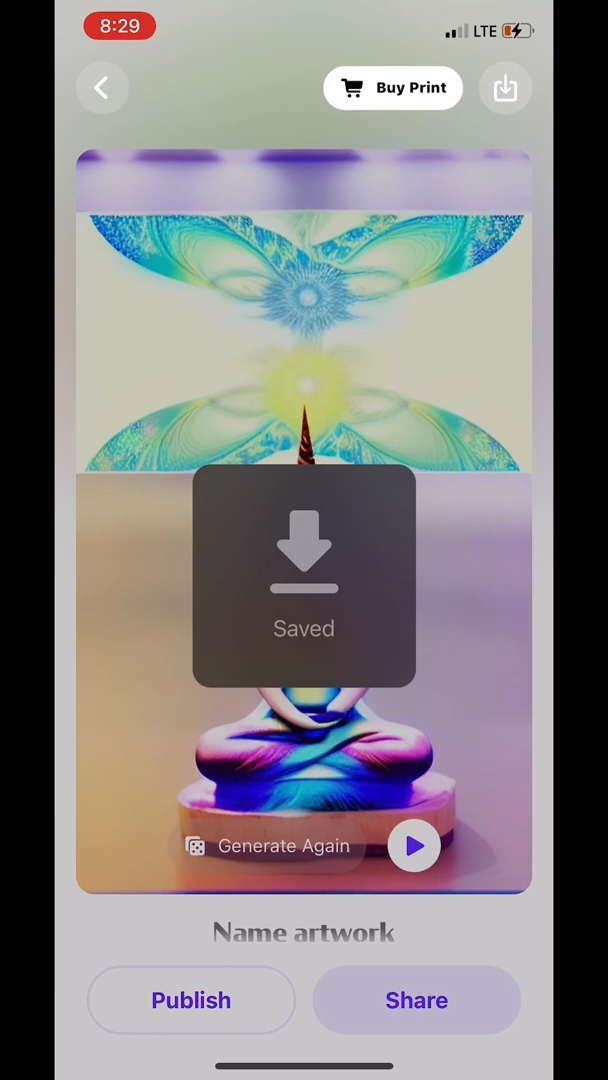 8:29
LTE
Buy Print
Saved
Generate Again
Name artwork
Publish
Share